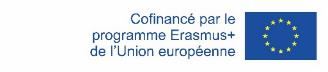 Cofinancé par le
programme Erasmus+
de l'Union européenne